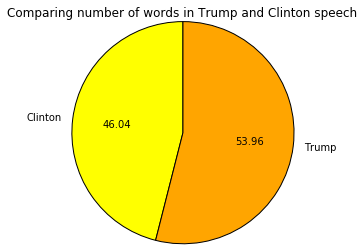 Comparing number of words in Trump and Clinton speech
Clinton
46.04
53.96
Trump